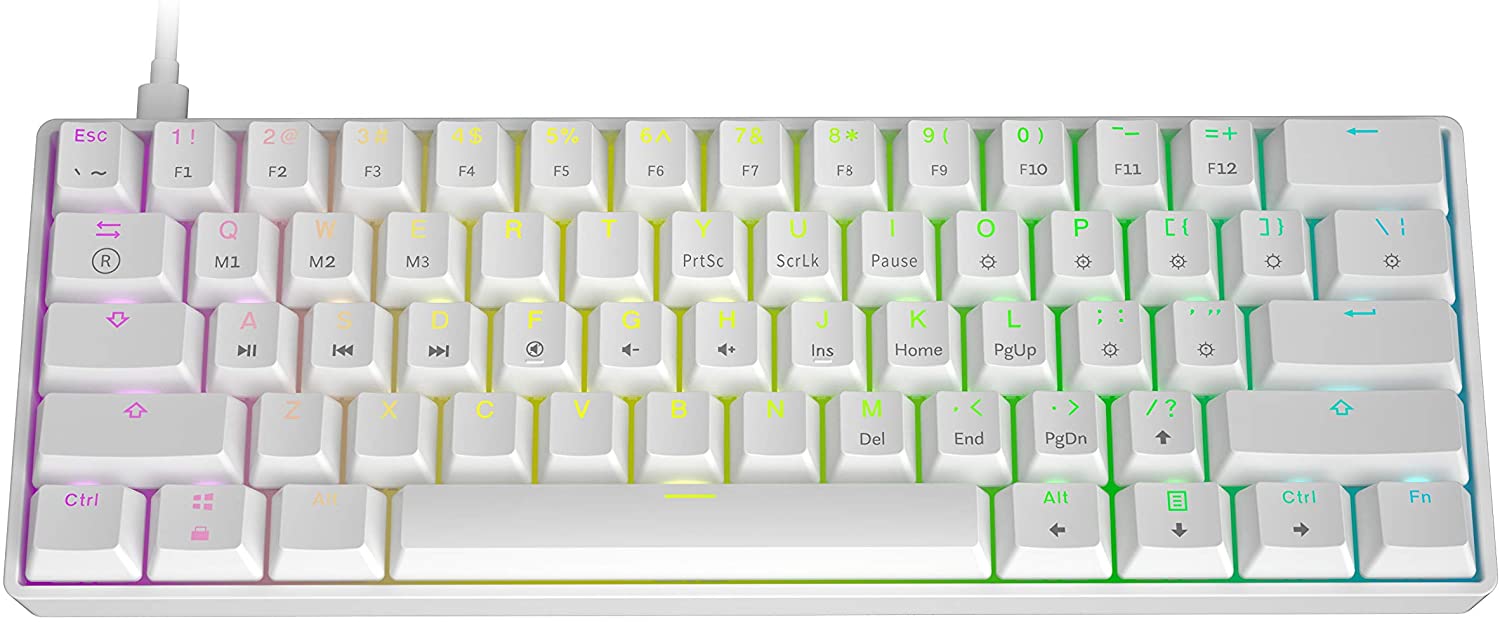 Esc 1! 2@ 3# 4$ 5% 6^ 7& 8* 9( 0) -_ =+ ←
` ~ F1 F2 F3 F4 F5 F6 F7 F8 F9 F10 F11 F12
Q W E R T Y U I O P [{ ]} \¦
R M1 M2 M3 PrtSc ScrLk Pause
A S D F G H J K L ;: '"
Ins Home PgUp
Z X C V B N M ,< .> /?
Del End PgDn
Ctrl Alt Alt Ctrl Fn